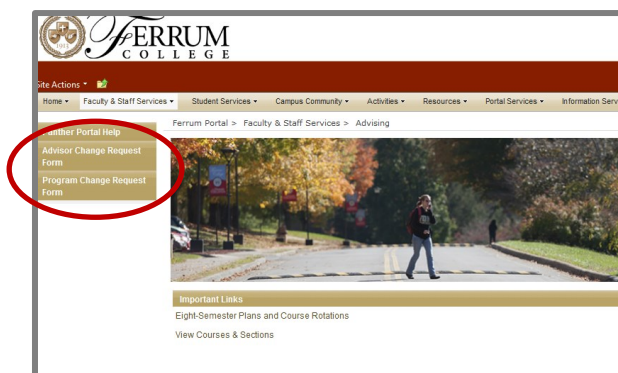 1913
FERRUM
COLLEGE
Site Actions
Home Faculty & Staff Services Student Services Campus Community Activities Resources Portal Services Information Serv
Ferrum Portal > Faculty & Staff Services > Advising
Panther Portal Help
Advisor Change Request
Form
Program Change Request
Form
Important Links
Eight-Semester Plans and Course Rotations
View Courses & Sections